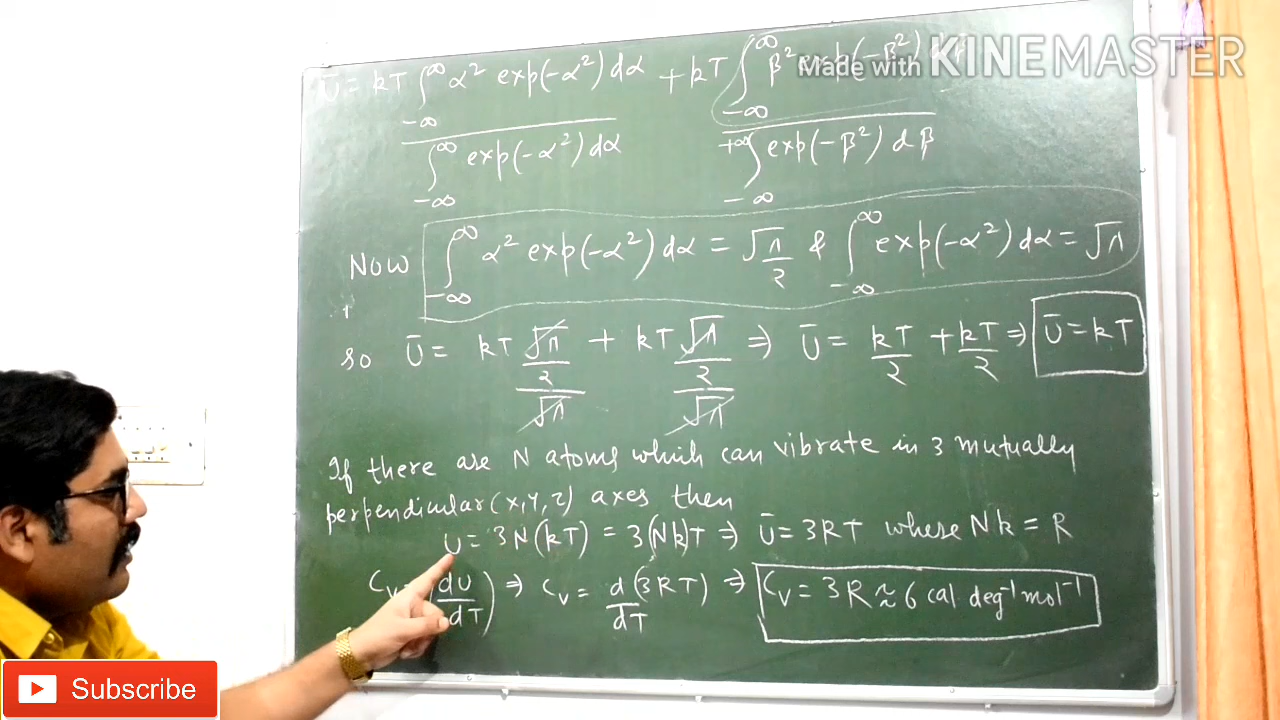 Ū = kT ∫_{-∞}^{∞} α² exp(-α²) dα / ∫_{-∞}^{∞} exp(-α²) dα + kT ∫_{-∞}^{∞} β² exp(-β²) dβ / ∫_{-∞}^{+∞} exp(-β²) dβ
Made with KINEMASTER
Now ∫_{-∞}^{∞} α² exp(-α²) dα = √π/2 & ∫_{-∞}^{∞} exp(-α²) dα = √π
so Ū = kT (√π/2)/√π + kT (√π/2)/√π ⇒ Ū = kT/2 + kT/2 ⇒ Ū = kT
If there are N atoms which can vibrate in 3 mutually
perpendicular (x, y, z) axes then
U = 3N(kT) = 3(Nk)T ⇒ Ū = 3RT where Nk = R
Cv = (dU/dT) ⇒ Cv = d/dT (3RT) ⇒ Cv = 3R ≈ 6 cal deg⁻¹ mol⁻¹
Subscribe